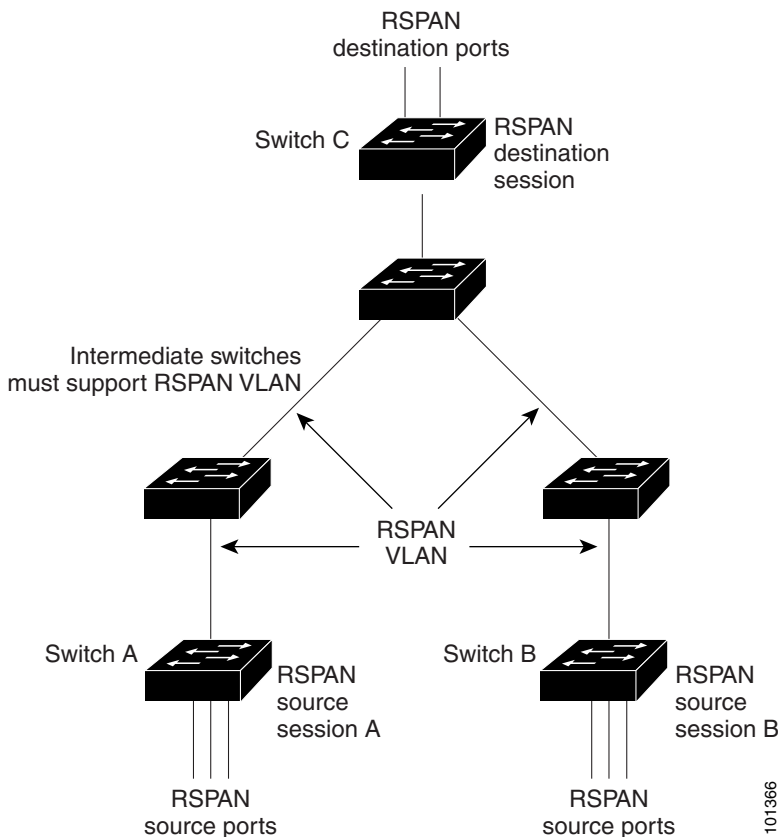 RSPAN
destination ports
Switch C
RSPAN
destination
session
Intermediate switches
must support RSPAN VLAN
RSPAN
VLAN
Switch A
RSPAN
source
session A
Switch B
RSPAN
source
session B
RSPAN
source ports
RSPAN
source ports
101366